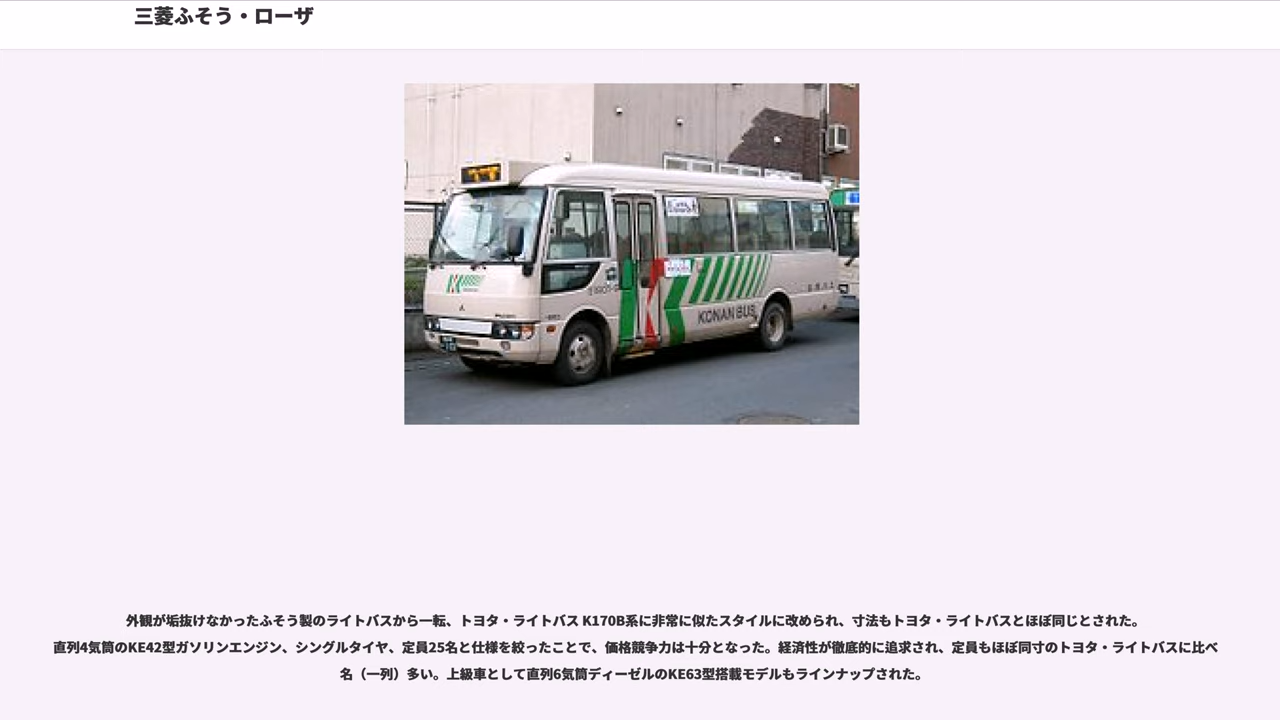 三菱ふそう・ローザ
KONAN BUS
外観が垢抜けなかったふそう製のライトバスから一転、トヨタ・ライトバス K170B系に非常に似たスタイルに改められ、寸法もトヨタ・ライトバスとほぼ同じとされた。
直列4気筒のKE42型ガソリンエンジン、シングルタイヤ、定員25名と仕様を絞ったことで、価格競争力は十分となった。経済性が徹底的に追求され、定員もほぼ同寸のトヨタ・ライトバスに比べ
名（一列）多い。上級車として直列6気筒ディーゼルのKE63型搭載モデルもラインナップされた。